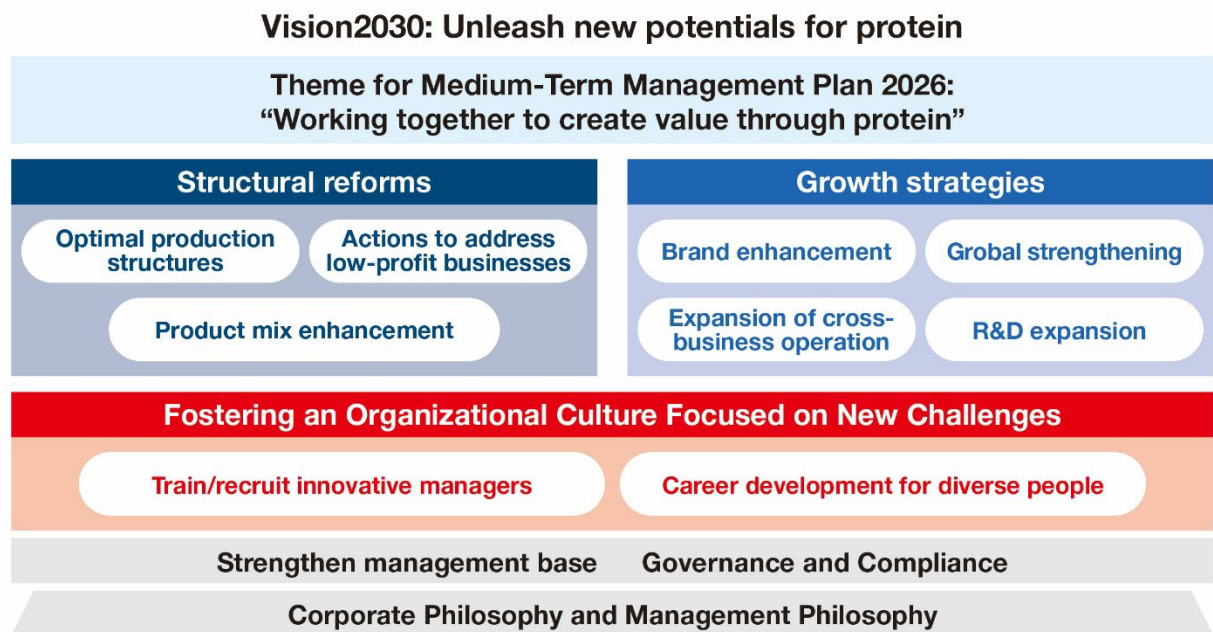 Vision2030: Unleash new potentials for protein
Theme for Medium-Term Management Plan 2026:
“Working together to create value through protein”
Structural reforms
Optimal production
structures
Actions to address
low-profit businesses
Product mix enhancement
Growth strategies
Brand enhancement
Grobal strengthening
Expansion of cross-
business operation
R&D expansion
Fostering an Organizational Culture Focused on New Challenges
Train/recruit innovative managers
Career development for diverse people
Strengthen management base
Governance and Compliance
Corporate Philosophy and Management Philosophy